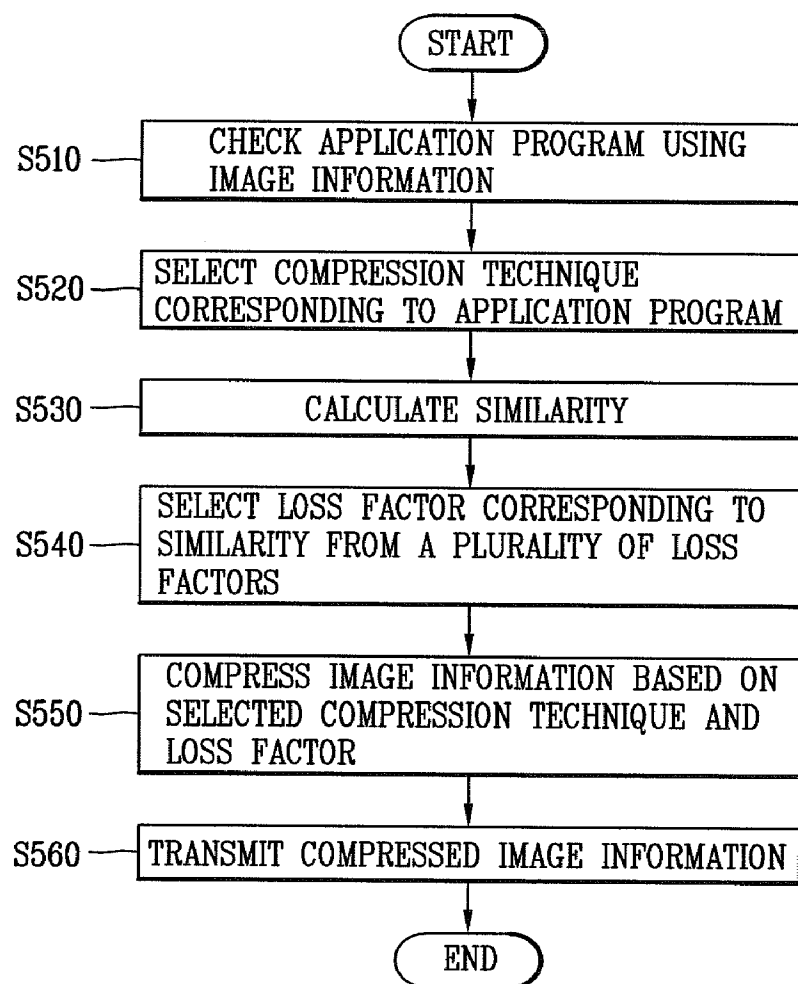 START
S510
CHECK APPLICATION PROGRAM USING
IMAGE INFORMATION
S520
SELECT COMPRESSION TECHNIQUE
CORRESPONDING TO APPLICATION PROGRAM
S530
CALCULATE SIMILARITY
S540
SELECT LOSS FACTOR CORRESPONDING TO
SIMILARITY FROM A PLURALITY OF LOSS
FACTORS
S550
COMPRESS IMAGE INFORMATION BASED ON
SELECTED COMPRESSION TECHNIQUE AND
LOSS FACTOR
S560
TRANSMIT COMPRESSED IMAGE INFORMATION
END